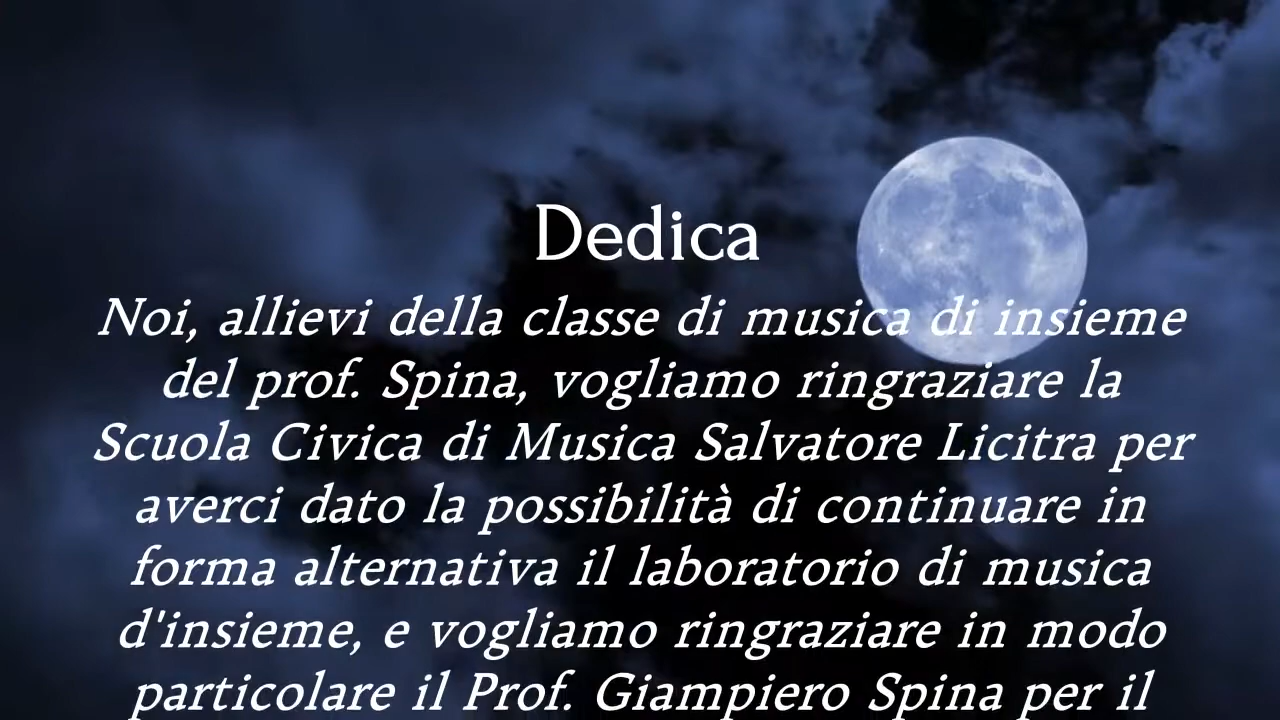 Dedica
Noi, allievi della classe di musica di insieme
del prof. Spina, vogliamo ringraziare la
Scuola Civica di Musica Salvatore Licitra per
averci dato la possibilità di continuare in
forma alternativa il laboratorio di musica
d'insieme, e vogliamo ringraziare in modo
particolare il Prof. Giampiero Spina per il